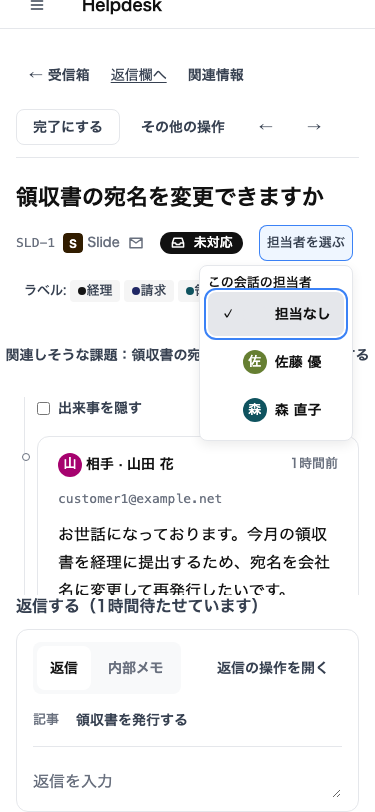 Helpdesk
← 受信箱 返信欄へ 関連情報
完了にする その他の操作 ← →
領収書の宛名を変更できますか
SLD-1 S Slide 未対応 担当者を選ぶ
ラベル: 経理 請求
この会話の担当者
✓ 担当なし
佐 佐藤 優
森 森 直子
関連しそうな課題：領収書の宛 る
出来事を隠す
山 相手 · 山田 花 1時間前
customer1@example.net
お世話になっております。今月の領収
書を経理に提出するため、宛名を会社
名に変更して再発行したいです。
返信する（1時間待たせています）
返信 内部メモ 返信の操作を開く
記事 領収書を発行する
返信を入力